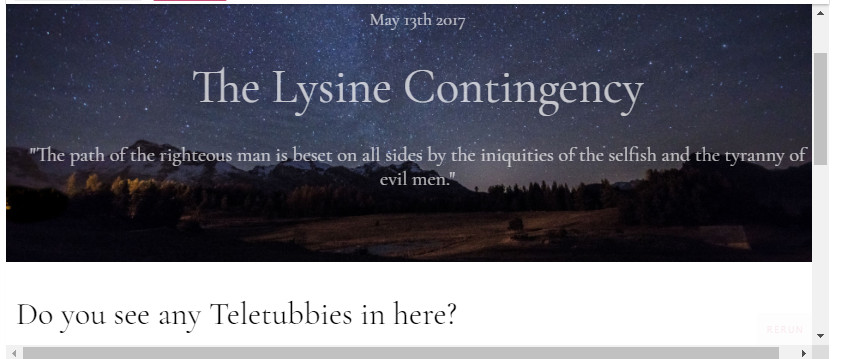 May 13th 2017
The Lysine Contingency
"The path of the righteous man is beset on all sides by the iniquities of the selfish and the tyranny of
evil men."
Do you see any Teletubbies in here?
RERUN